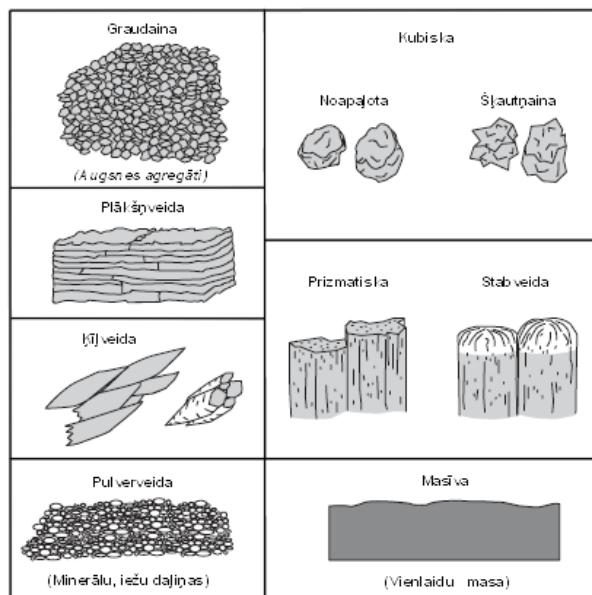 Graudaina
(Augsnes agregāti)
Plākšņveida
Ķīļveida
Pulverveida
(Minerālu, iežu daļiņas)
Kubiska
Noapaļota
Šķautņaina
Prizmatiska
Stabveida
Masīva
(Vienlaidu masa)